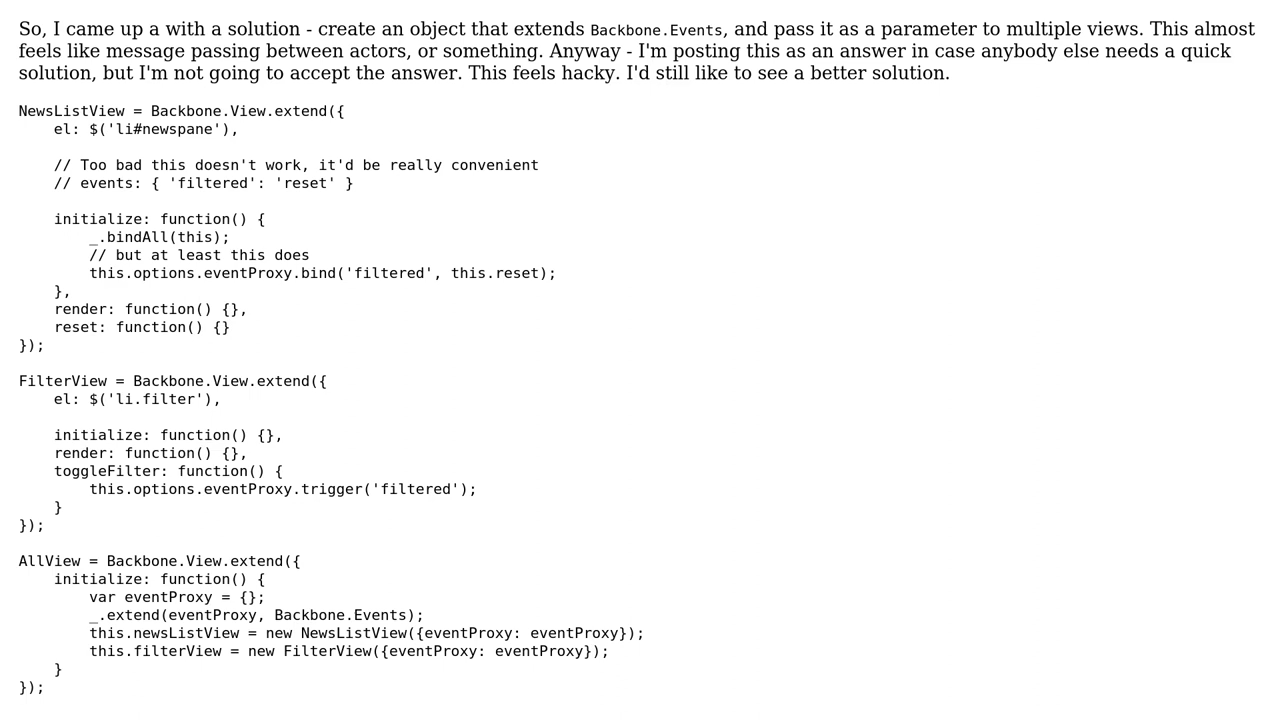 So, I came up a with a solution - create an object that extends Backbone.Events, and pass it as a parameter to multiple views. This almost
feels like message passing between actors, or something. Anyway - I'm posting this as an answer in case anybody else needs a quick
solution, but I'm not going to accept the answer. This feels hacky. I'd still like to see a better solution.

NewsListView = Backbone.View.extend({
    el: $('li#newspane'),

    // Too bad this doesn't work, it'd be really convenient
    // events: { 'filtered': 'reset' }

    initialize: function() {
        _.bindAll(this);
        // but at least this does
        this.options.eventProxy.bind('filtered', this.reset);
    },
    render: function() {},
    reset: function() {}
});

FilterView = Backbone.View.extend({
    el: $('li.filter'),

    initialize: function() {},
    render: function() {},
    toggleFilter: function() {
        this.options.eventProxy.trigger('filtered');
    }
});

AllView = Backbone.View.extend({
    initialize: function() {
        var eventProxy = {};
        _.extend(eventProxy, Backbone.Events);
        this.newsListView = new NewsListView({eventProxy: eventProxy});
        this.filterView = new FilterView({eventProxy: eventProxy});
    }
});